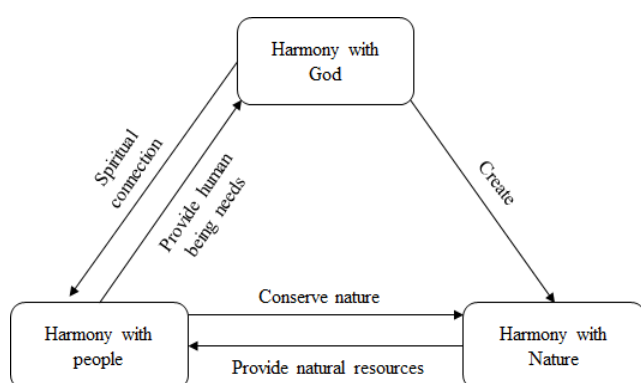 Harmony with
God
Spiritual
connection
Provide human
being needs
Create
Conserve nature
Harmony with
people
Harmony with
Nature
Provide natural resources